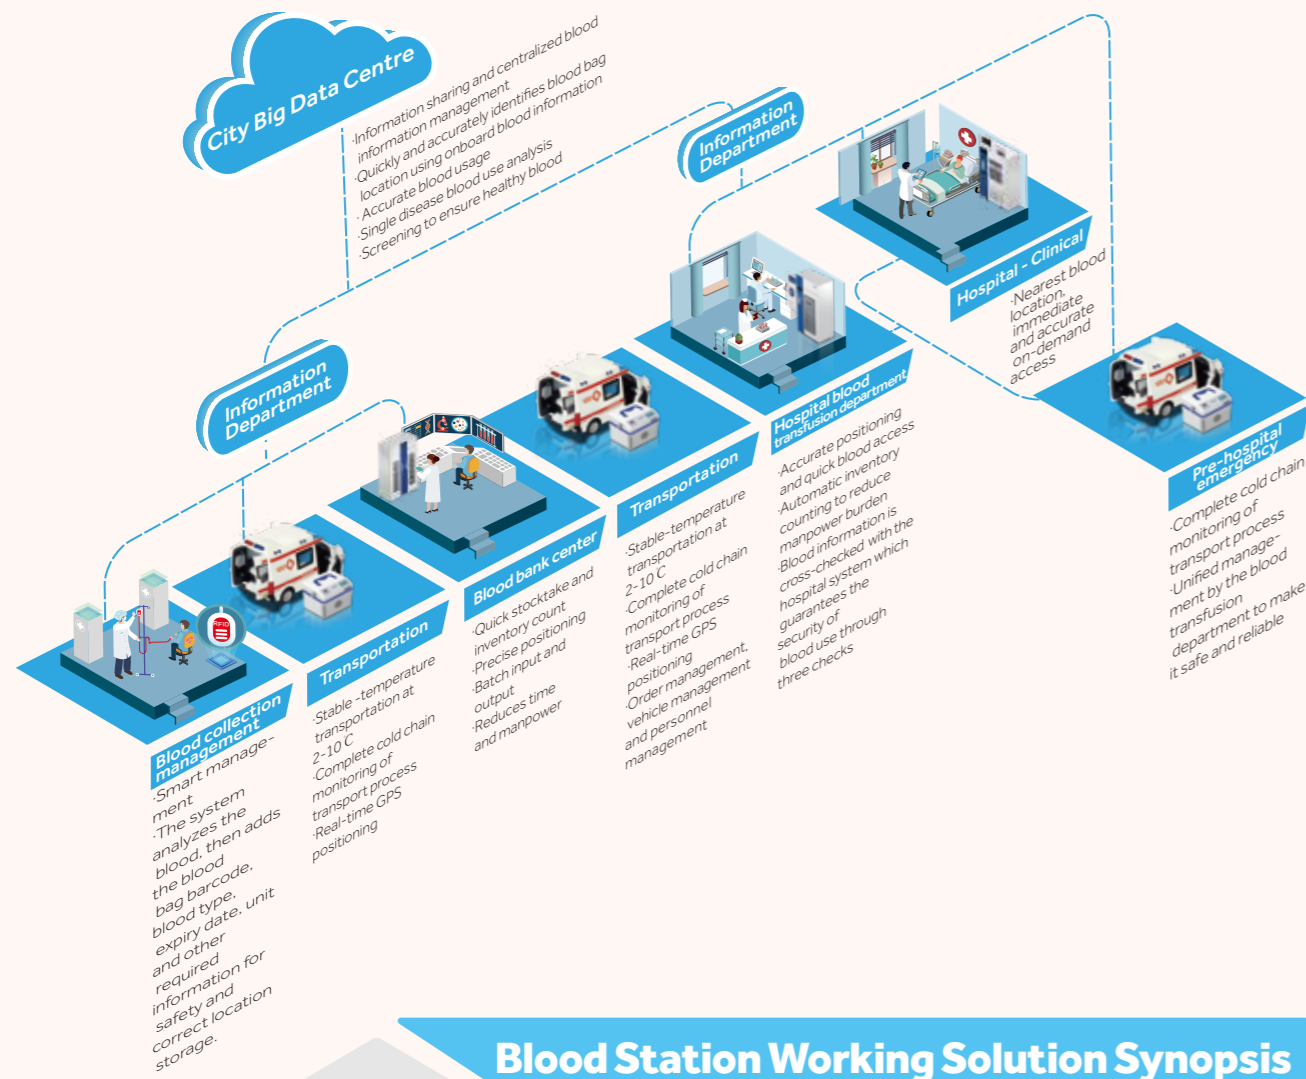 City Big Data Centre
·Information sharing and centralized blood
information management
·Quickly and accurately identifies blood bag
location using onboard blood information
·Accurate blood usage
·Single disease blood use analysis
·Screening to ensure healthy blood
Information
Department
Information
Department
Blood collection
management
·Smart manage-
ment
·The system
analyzes the
blood, then adds
the blood
bag barcode,
blood type,
expiry date, unit
and other
required
information for
safety and
correct location
storage.
RFID
Transportation
·Stable -temperature
transportation at
2-10℃
·Complete cold chain
monitoring of
transport process
·Real-time GPS
positioning
Blood bank center
·Quick stocktake and
inventory count
·Precise positioning
·Batch input and
output
·Reduces time
and manpower
Transportation
·Stable-temperature
transportation at
2-10℃
·Complete cold chain
monitoring of
transport process
·Real-time GPS
positioning
·Order management,
vehicle management
and personnel
management
Hospital blood
transfusion department
·Accurate positioning
and quick blood access
·Automatic inventory
counting to reduce
manpower burden
·Blood information is
cross-checked with the
hospital system which
guarantees the
security of
blood use through
three checks
Hospital - Clinical
·Nearest blood
location,
immediate
and accurate
on-demand
access
Pre-hospital
emergency
·Complete cold chain
monitoring of
transport process
·Unified manage-
ment by the blood
transfusion
department to make
it safe and reliable
Blood Station Working Solution Synopsis